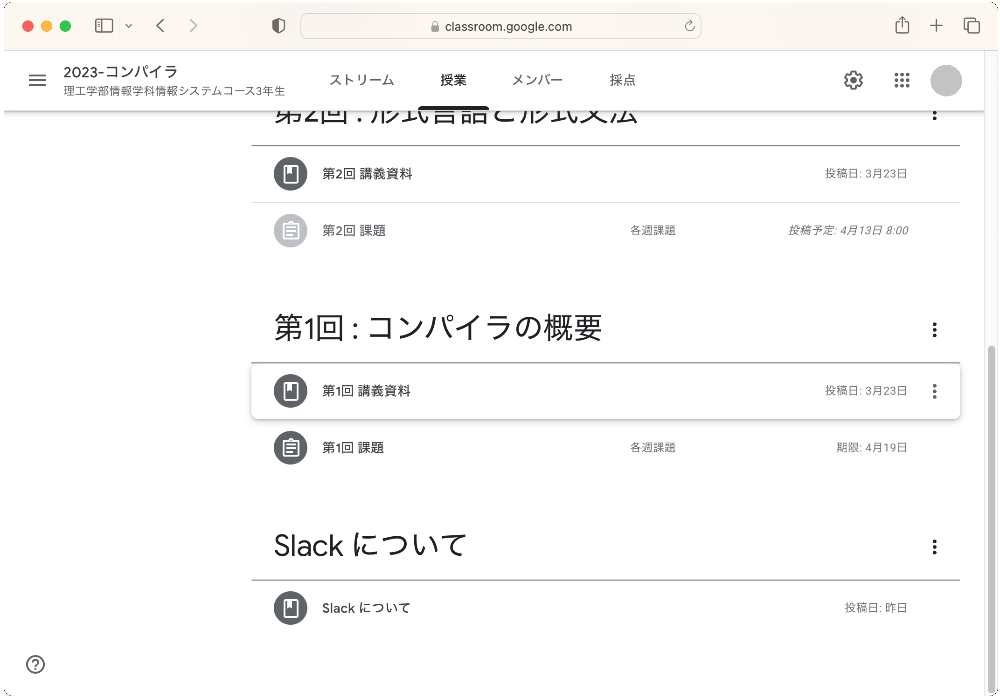 classroom.google.com
2023-コンパイラ
理工学部情報学科情報システムコース3年生
ストリーム
授業
メンバー
採点
第2回 : 形式言語と形式文法
第2回 講義資料
投稿日: 3月23日
第2回 課題
各週課題
投稿予定: 4月13日 8:00
第1回 : コンパイラの概要
第1回 講義資料
投稿日: 3月23日
第1回 課題
各週課題
期限: 4月19日
Slack について
Slack について
投稿日: 昨日